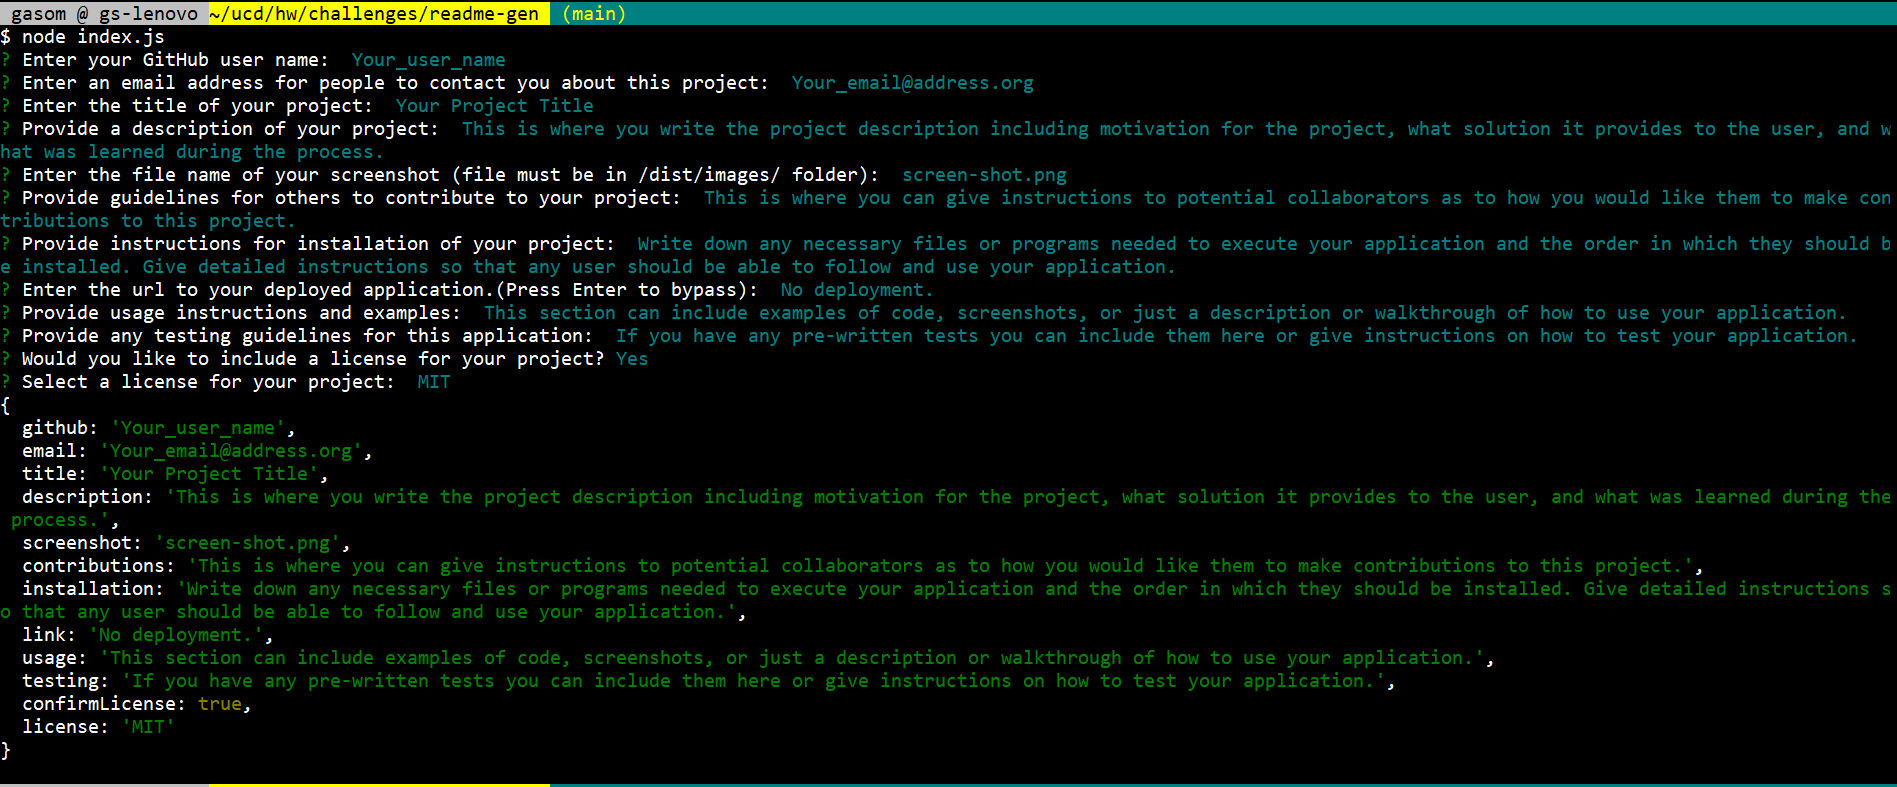 gasom @ gs-lenovo ~/ucd/hw/challenges/readme-gen (main)
$ node index.js
? Enter your GitHub user name:  Your_user_name
? Enter an email address for people to contact you about this project:  Your_email@address.org
? Enter the title of your project:  Your Project Title
? Provide a description of your project:  This is where you write the project description including motivation for the project, what solution it provides to the user, and w
hat was learned during the process.
? Enter the file name of your screenshot (file must be in /dist/images/ folder):  screen-shot.png
? Provide guidelines for others to contribute to your project:  This is where you can give instructions to potential collaborators as to how you would like them to make con
tributions to this project.
? Provide instructions for installation of your project:  Write down any necessary files or programs needed to execute your application and the order in which they should b
e installed. Give detailed instructions so that any user should be able to follow and use your application.
? Enter the url to your deployed application.(Press Enter to bypass):  No deployment.
? Provide usage instructions and examples:  This section can include examples of code, screenshots, or just a description or walkthrough of how to use your application.
? Provide any testing guidelines for this application:  If you have any pre-written tests you can include them here or give instructions on how to test your application.
? Would you like to include a license for your project? Yes
? Select a license for your project:  MIT
{
  github: 'Your_user_name',
  email: 'Your_email@address.org',
  title: 'Your Project Title',
  description: 'This is where you write the project description including motivation for the project, what solution it provides to the user, and what was learned during the
 process.',
  screenshot: 'screen-shot.png',
  contributions: 'This is where you can give instructions to potential collaborators as to how you would like them to make contributions to this project.',
  installation: 'Write down any necessary files or programs needed to execute your application and the order in which they should be installed. Give detailed instructions s
o that any user should be able to follow and use your application.',
  link: 'No deployment.',
  usage: 'This section can include examples of code, screenshots, or just a description or walkthrough of how to use your application.',
  testing: 'If you have any pre-written tests you can include them here or give instructions on how to test your application.',
  confirmLicense: true,
  license: 'MIT'
}